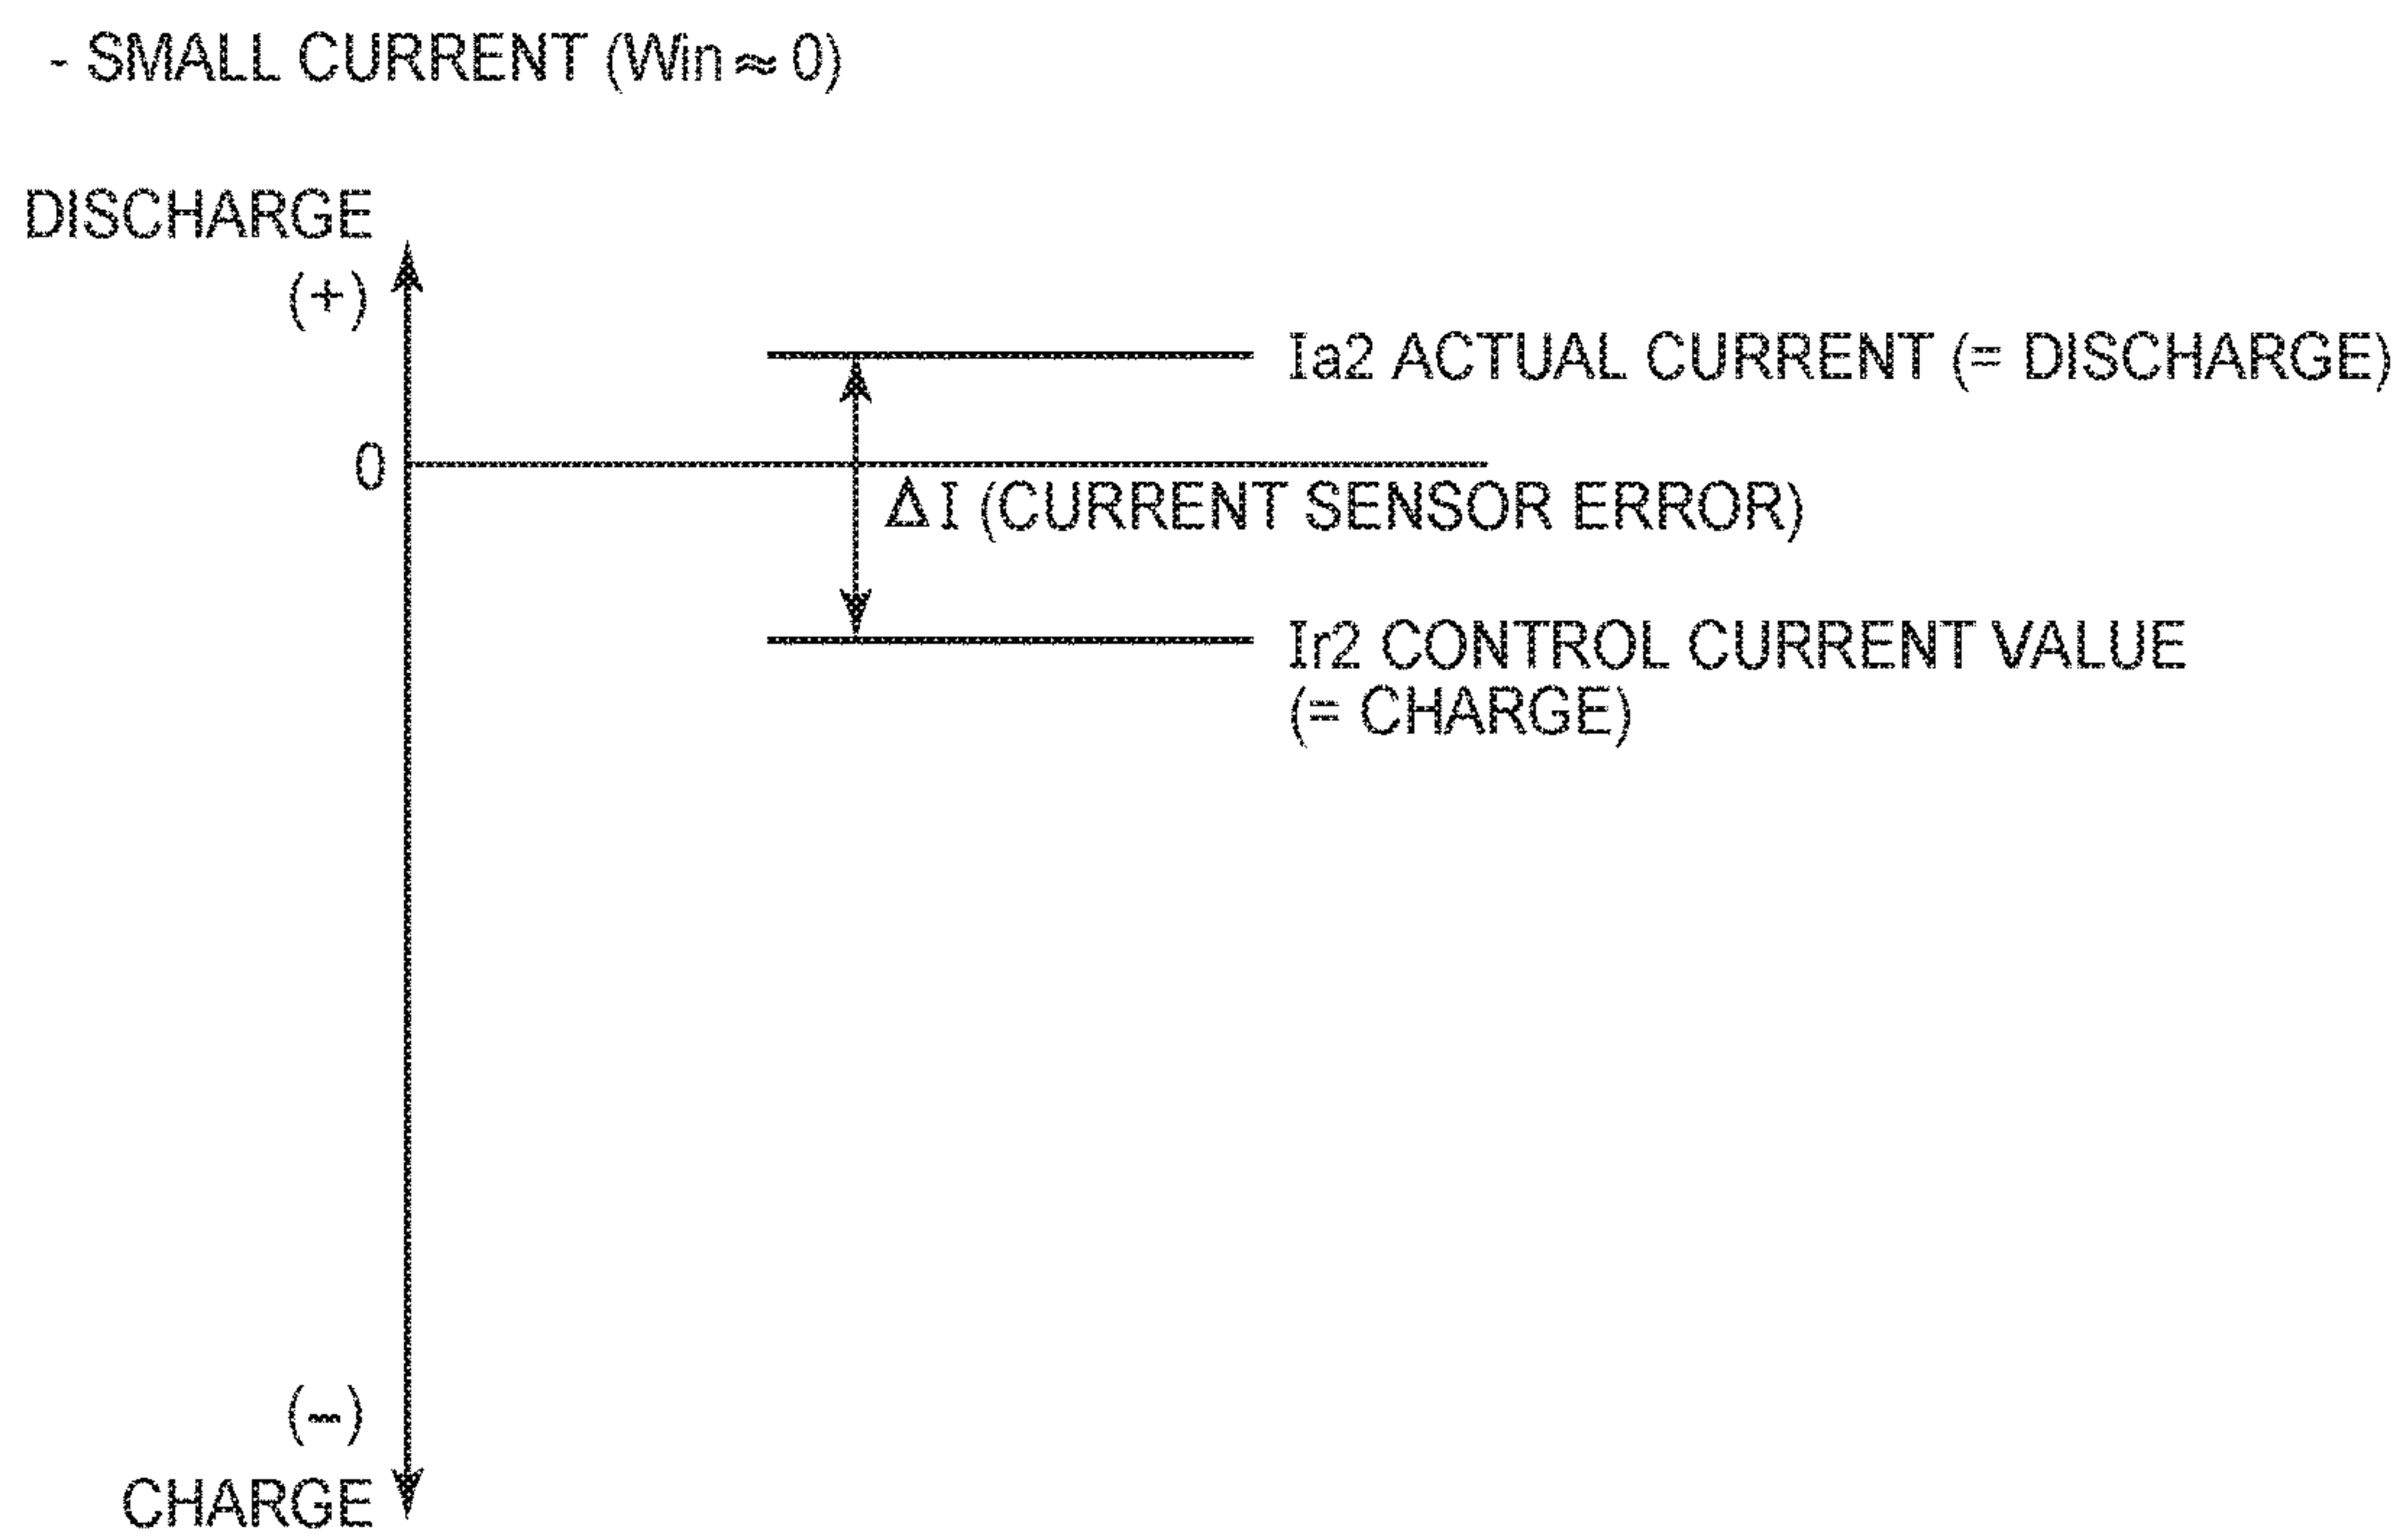 - SMALL CURRENT (Win ≈ 0)
DISCHARGE
(+)
Ia2 ACTUAL CURRENT (= DISCHARGE)
0
ΔI (CURRENT SENSOR ERROR)
Ir2 CONTROL CURRENT VALUE
(= CHARGE)
(−)
CHARGE